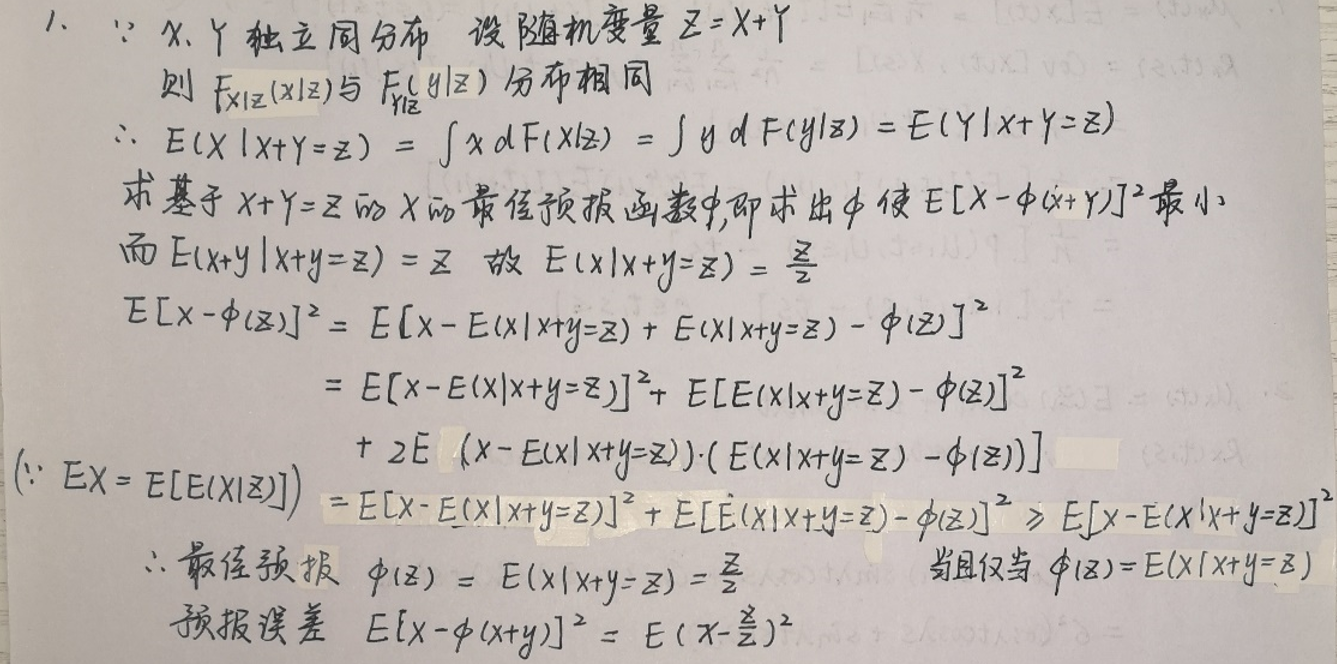 1. ∵ X、Y 独立同分布 设随机变量 Z=X+Y
则 F_{X|Z}(x|z)与 F_{Y|Z}(y|z) 分布相同
∴ E(X|X+Y=z) = ∫x dF(x|z) = ∫y dF(y|z) = E(Y|X+Y=z)
求基于 X+Y=Z 的 X 的最佳预报函数φ,即求出φ使 E[X-φ(X+Y)]² 最小
而 E(X+Y|X+Y=z) = z 故 E(X|X+Y=z) = z/2
E[X-φ(Z)]² = E[X-E(X|X+Y=Z) + E(X|X+Y=Z) - φ(Z)]²
= E[X-E(X|X+Y=Z)]² + E[E(X|X+Y=Z) - φ(Z)]²
+ 2E (X-E(X|X+Y=Z))·(E(X|X+Y=Z) - φ(Z))]
(∵ EX = E[E(X|Z)]) = E[X-E(X|X+Y=Z)]² + E[E(X|X+Y=Z) - φ(Z)]² ≥ E[X-E(X|X+Y=Z)]²
∴ 最佳预报 φ(Z) = E(X|X+Y=Z) = Z/2 当且仅当 φ(Z)=E(X|X+Y=Z)
预报误差 E[X-φ(X+Y)]² = E(X-Z/2)²